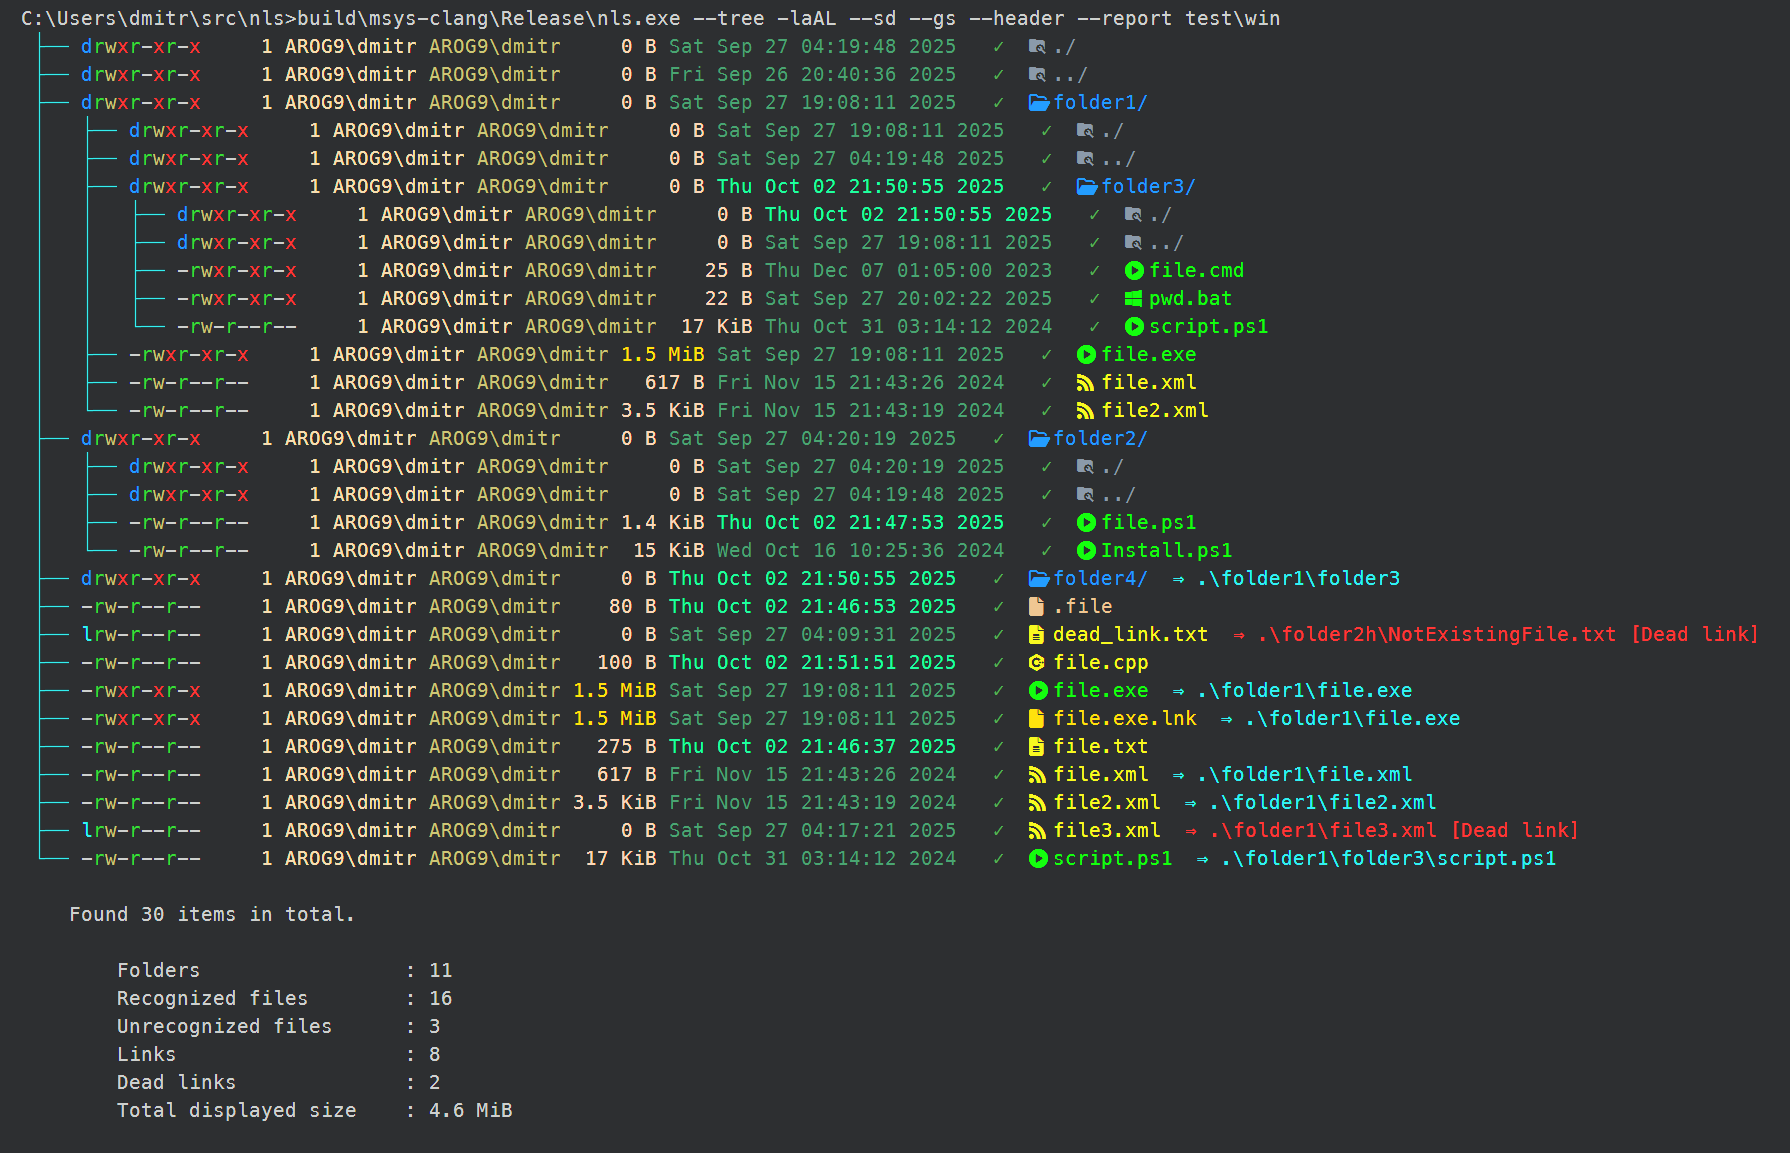 C:\Users\dmitr\src\nls>build\msys-clang\Release\nls.exe --tree -laAL --sd --gs --header --report test\win
├── drwxr-xr-x     1 AROG9\dmitr AROG9\dmitr     0 B Sat Sep 27 04:19:48 2025   ✓  ./
├── drwxr-xr-x     1 AROG9\dmitr AROG9\dmitr     0 B Fri Sep 26 20:40:36 2025   ✓  ../
├── drwxr-xr-x     1 AROG9\dmitr AROG9\dmitr     0 B Sat Sep 27 19:08:11 2025   ✓  folder1/
│   ├── drwxr-xr-x     1 AROG9\dmitr AROG9\dmitr     0 B Sat Sep 27 19:08:11 2025   ✓  ./
│   ├── drwxr-xr-x     1 AROG9\dmitr AROG9\dmitr     0 B Sat Sep 27 04:19:48 2025   ✓  ../
│   ├── drwxr-xr-x     1 AROG9\dmitr AROG9\dmitr     0 B Thu Oct 02 21:50:55 2025   ✓  folder3/
│   │   ├── drwxr-xr-x     1 AROG9\dmitr AROG9\dmitr     0 B Thu Oct 02 21:50:55 2025   ✓  ./
│   │   ├── drwxr-xr-x     1 AROG9\dmitr AROG9\dmitr     0 B Sat Sep 27 19:08:11 2025   ✓  ../
│   │   ├── -rwxr-xr-x     1 AROG9\dmitr AROG9\dmitr    25 B Thu Dec 07 01:05:00 2023   ✓  file.cmd
│   │   ├── -rwxr-xr-x     1 AROG9\dmitr AROG9\dmitr    22 B Sat Sep 27 20:02:22 2025   ✓  pwd.bat
│   │   └── -rw-r--r--     1 AROG9\dmitr AROG9\dmitr  17 KiB Thu Oct 31 03:14:12 2024   ✓  script.ps1
│   ├── -rwxr-xr-x     1 AROG9\dmitr AROG9\dmitr 1.5 MiB Sat Sep 27 19:08:11 2025   ✓  file.exe
│   ├── -rw-r--r--     1 AROG9\dmitr AROG9\dmitr   617 B Fri Nov 15 21:43:26 2024   ✓  file.xml
│   └── -rw-r--r--     1 AROG9\dmitr AROG9\dmitr 3.5 KiB Fri Nov 15 21:43:19 2024   ✓  file2.xml
├── drwxr-xr-x     1 AROG9\dmitr AROG9\dmitr     0 B Sat Sep 27 04:20:19 2025   ✓  folder2/
│   ├── drwxr-xr-x     1 AROG9\dmitr AROG9\dmitr     0 B Sat Sep 27 04:20:19 2025   ✓  ./
│   ├── drwxr-xr-x     1 AROG9\dmitr AROG9\dmitr     0 B Sat Sep 27 04:19:48 2025   ✓  ../
│   ├── -rw-r--r--     1 AROG9\dmitr AROG9\dmitr 1.4 KiB Thu Oct 02 21:47:53 2025   ✓  file.ps1
│   └── -rw-r--r--     1 AROG9\dmitr AROG9\dmitr  15 KiB Wed Oct 16 10:25:36 2024   ✓  Install.ps1
├── drwxr-xr-x     1 AROG9\dmitr AROG9\dmitr     0 B Thu Oct 02 21:50:55 2025   ✓  folder4/  ⇒ .\folder1\folder3
├── -rw-r--r--     1 AROG9\dmitr AROG9\dmitr    80 B Thu Oct 02 21:46:53 2025   ✓  .file
├── lrw-r--r--     1 AROG9\dmitr AROG9\dmitr     0 B Sat Sep 27 04:09:31 2025   ✓  dead_link.txt  ⇒ .\folder2h\NotExistingFile.txt [Dead link]
├── -rw-r--r--     1 AROG9\dmitr AROG9\dmitr   100 B Thu Oct 02 21:51:51 2025   ✓  file.cpp
├── -rwxr-xr-x     1 AROG9\dmitr AROG9\dmitr 1.5 MiB Sat Sep 27 19:08:11 2025   ✓  file.exe  ⇒ .\folder1\file.exe
├── -rwxr-xr-x     1 AROG9\dmitr AROG9\dmitr 1.5 MiB Sat Sep 27 19:08:11 2025   ✓  file.exe.lnk  ⇒ .\folder1\file.exe
├── -rw-r--r--     1 AROG9\dmitr AROG9\dmitr   275 B Thu Oct 02 21:46:37 2025   ✓  file.txt
├── -rw-r--r--     1 AROG9\dmitr AROG9\dmitr   617 B Fri Nov 15 21:43:26 2024   ✓  file.xml  ⇒ .\folder1\file.xml
├── -rw-r--r--     1 AROG9\dmitr AROG9\dmitr 3.5 KiB Fri Nov 15 21:43:19 2024   ✓  file2.xml  ⇒ .\folder1\file2.xml
├── lrw-r--r--     1 AROG9\dmitr AROG9\dmitr     0 B Sat Sep 27 04:17:21 2025   ✓  file3.xml  ⇒ .\folder1\file3.xml [Dead link]
└── -rw-r--r--     1 AROG9\dmitr AROG9\dmitr  17 KiB Thu Oct 31 03:14:12 2024   ✓  script.ps1  ⇒ .\folder1\folder3\script.ps1
Found 30 items in total.
Folders                 : 11
Recognized files        : 16
Unrecognized files      : 3
Links                   : 8
Dead links              : 2
Total displayed size    : 4.6 MiB